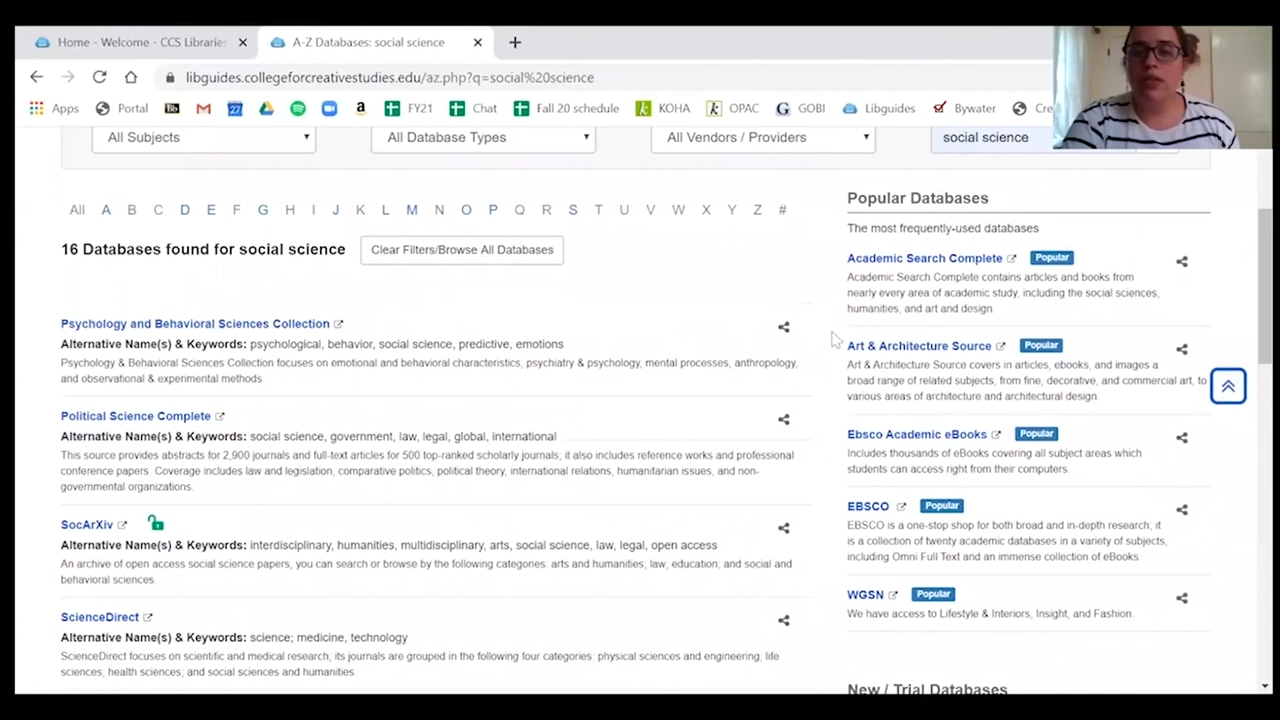 Home - Welcome - CCS Libraries
A-Z Databases: social science
libguides.collegeforcreativestudies.edu/az.php?q=social%20science
Apps Portal Gmail 27 FY21 Chat Fall 20 schedule KOHA OPAC GOBI Libguides Bywater Cre
All Subjects All Database Types All Vendors / Providers social science
All A B C D E F G H I J K L M N O P Q R S T U V W X Y Z #
16 Databases found for social science Clear Filters/Browse All Databases
Psychology and Behavioral Sciences Collection
Alternative Name(s) & Keywords: psychological, behavior, social science, predictive, emotions
Psychology & Behavioral Sciences Collection focuses on emotional and behavioral characteristics, psychiatry & psychology, mental processes, anthropology,
and observational & experimental methods
Political Science Complete
Alternative Name(s) & Keywords: social science, government, law, legal, global, international
This source provides abstracts for 2,900 journals and full-text articles for 500 top-ranked scholarly journals; it also includes reference works and professional
conference papers. Coverage includes law and legislation, comparative politics, political theory, international relations, humanitarian issues, and non-
governmental organizations.
SocArXiv
Alternative Name(s) & Keywords: interdisciplinary, humanities, multidisciplinary, arts, social science, law, legal, open access
An archive of open access social science papers, you can search or browse by the following categories: arts and humanities; law; education; and social and
behavioral sciences.
ScienceDirect
Alternative Name(s) & Keywords: science; medicine, technology
ScienceDirect focuses on scientific and medical research; its journals are grouped in the following four categories: physical sciences and engineering; life
sciences; health sciences; and social sciences and humanities.
Popular Databases
The most frequently-used databases
Academic Search Complete Popular
Academic Search Complete contains articles and books from
nearly every area of academic study, including the social sciences,
humanities, and art and design.
Art & Architecture Source Popular
Art & Architecture Source covers in articles, ebooks, and images a
broad range of related subjects, from fine, decorative, and commercial art, to
various areas of architecture and architectural design.
Ebsco Academic eBooks Popular
Includes thousands of eBooks covering all subject areas which
students can access right from their computers.
EBSCO Popular
EBSCO is a one-stop shop for both broad and in-depth research; it
is a collection of twenty academic databases in a variety of subjects,
including Omni Full Text and an immense collection of eBooks.
WGSN Popular
We have access to Lifestyle & Interiors, Insight, and Fashion.
New / Trial Databases